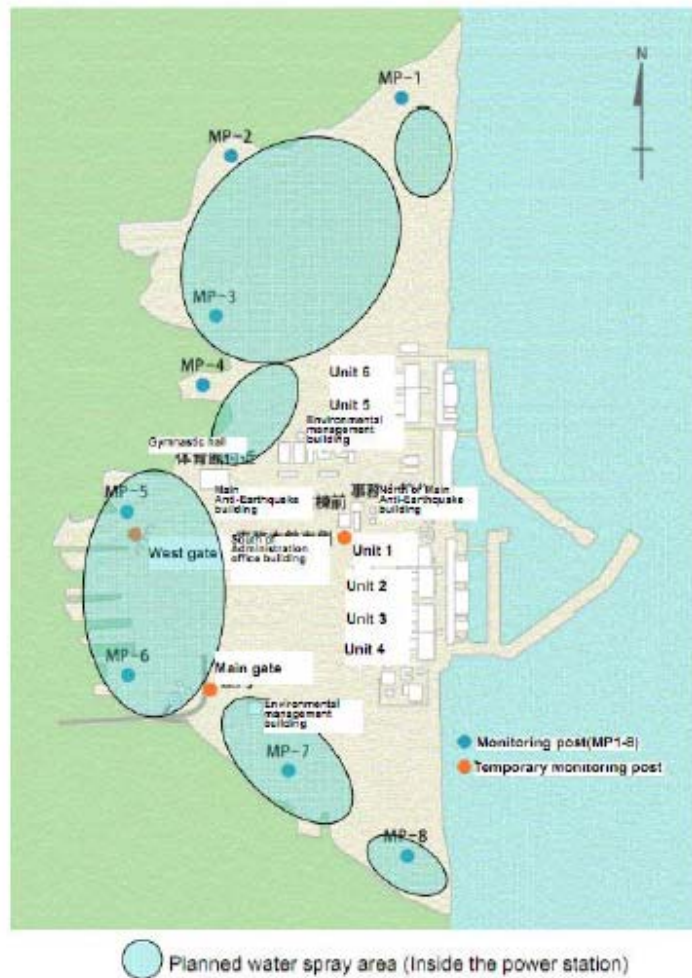 N
MP-1
MP-2
MP-3
MP-4
Unit 6
Unit 5
Environmental
management
building
Gymnastic hall
Main
Anti-Earthquake
building
棟前
North of Main
Anti-Earthquake
building
MP-5
West gate
South of
Administration
office building
Unit 1
Unit 2
Unit 3
Unit 4
MP-6
Main gate
Environmental
management
building
MP-7
MP-8
Monitoring post(MP1-8)
Temporary monitoring post
Planned water spray area (Inside the power station)